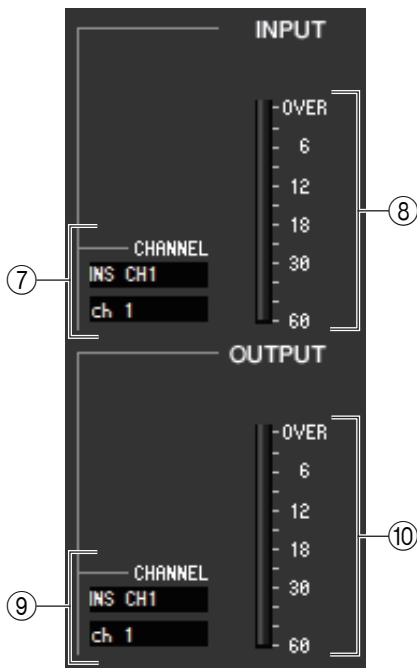 INPUT
OVER
6
12
⑧
18
CHANNEL
30
⑦
INS CH1
ch 1
60
OUTPUT
OVER
6
12
⑩
18
CHANNEL
30
⑨
INS CH1
ch 1
60